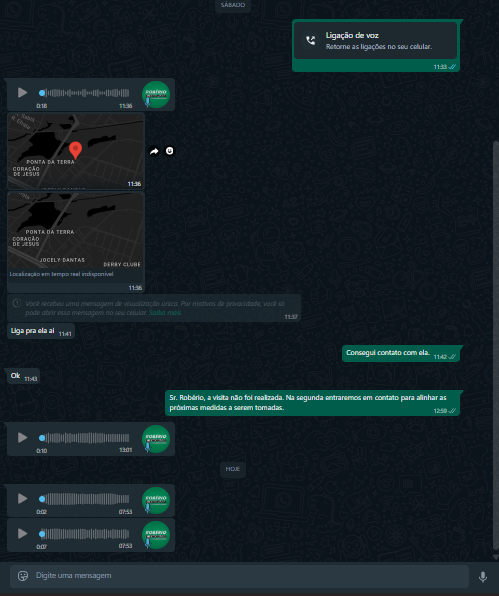 SÁBADO
Ligação de voz
Retorne as ligações no seu celular.
11:33
ROBÉRIO
0:18 11:36
PONTA DA TERRA
CORAÇÃO
DE JESUS
11:36
PONTA DA TERRA
CORAÇÃO
DE JESUS
JOCELY DANTAS
DERBY CLUBE
Localização em tempo real indisponível
11:36
Você recebeu uma mensagem de visualização única. Por motivos de privacidade, você só
pode abrir essa mensagem no seu celular. Saiba mais
11:37
Liga pra ela ai 11:41
Consegui contato com ela. 11:42
Ok 11:43
Sr. Robério, a visita não foi realizada. Na segunda entraremos em contato para alinhar as
próximas medidas a serem tomadas. 12:59
ROBÉRIO
0:10 13:01
HOJE
ROBÉRIO
0:02 07:53
ROBÉRIO
0:07 07:53
Digite uma mensagem